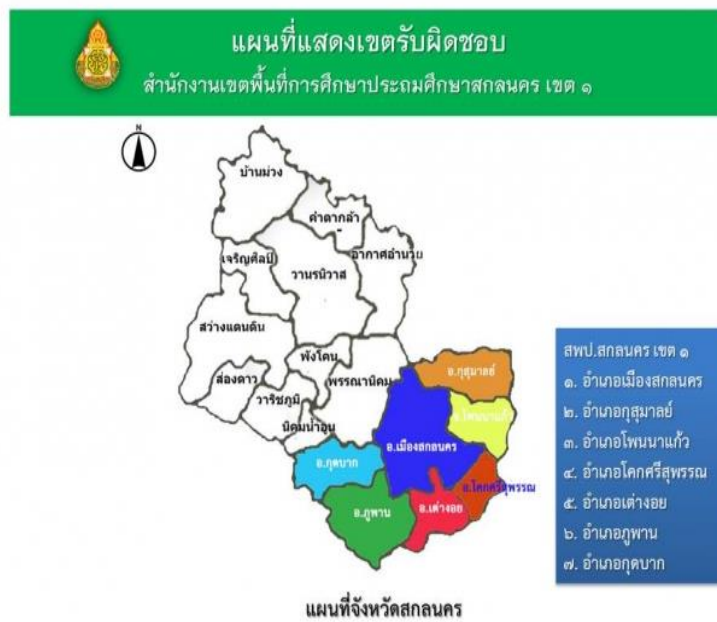 แผนที่แสดงเขตรับผิดชอบ
สำนักงานเขตพื้นที่การศึกษาประถมศึกษาสกลนคร เขต ๑
N
บ้านม่วง
คำตากล้า
อากาศอำนวย
เจริญศิลป์
วานรนิวาส
สว่างแดนดิน
พังโคน
ส่องดาว
พรรณานิคม
วาริชภูมิ
นิคมน้ำอูน
อ.กุสุมาลย์
อ.โพนนาแก้ว
อ.เมืองสกลนคร
อ.กุดบาก
อ.โคกศรีสุพรรณ
อ.ภูพาน
อ.เต่างอย
สพป.สกลนคร เขต ๑
๑. อำเภอเมืองสกลนคร
๒. อำเภอกุสุมาลย์
๓. อำเภอโพนนาแก้ว
๔. อำเภอโคกศรีสุพรรณ
๕. อำเภอเต่างอย
๖. อำเภอภูพาน
๗. อำเภอกุดบาก
แผนที่จังหวัดสกลนคร